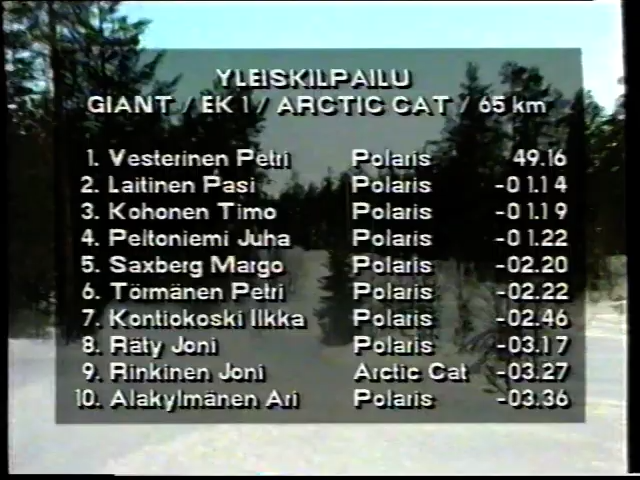 YLEISKILPAILU
GIANT / EK 1 / ARCTIC CAT / 65 km
1. Vesterinen Petri Polaris 49.16
2. Laitinen Pasi Polaris -01.14
3. Kohonen Timo Polaris -01.19
4. Peltoniemi Juha Polaris -01.22
5. Saxberg Margo Polaris -02.20
6. Törmänen Petri Polaris -02.22
7. Kontiokoski Ilkka Polaris -02.46
8. Räty Joni Polaris -03.17
9. Rinkinen Joni Arctic Cat -03.27
10. Alakylmänen Ari Polaris -03.36